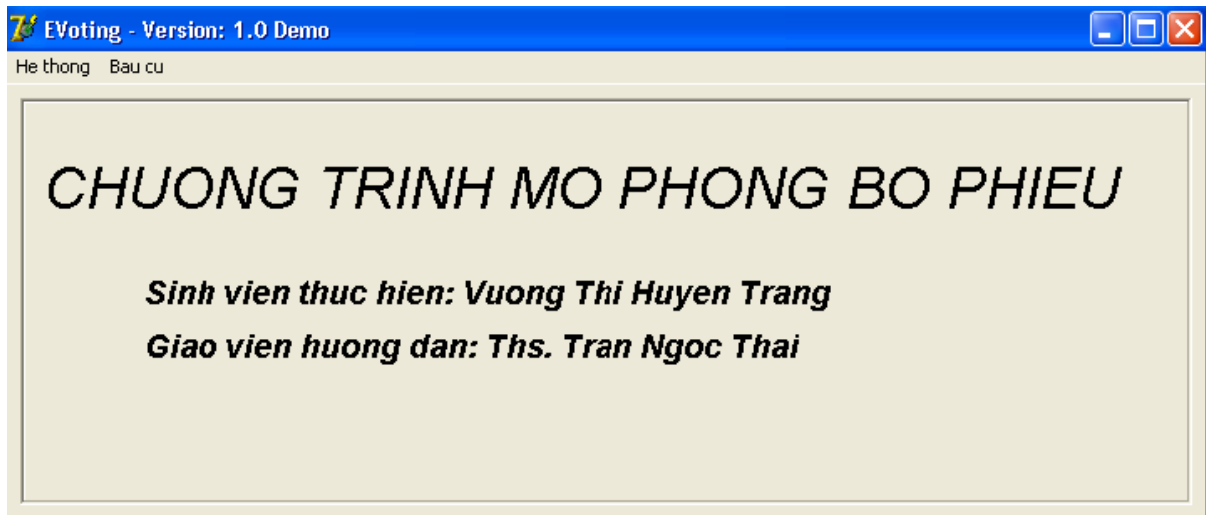 EVoting - Version: 1.0 Demo
He thong Bau cu
CHUONG TRINH MO PHONG BO PHIEU
Sinh vien thuc hien: Vuong Thi Huyen Trang
Giao vien huong dan: Ths. Tran Ngoc Thai